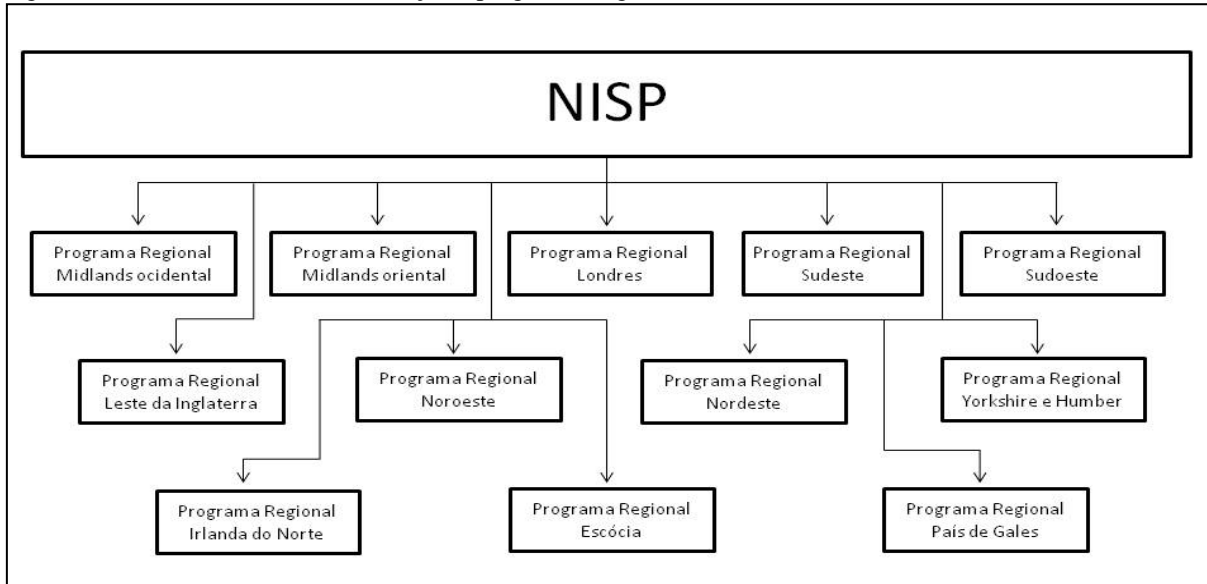 NISP
Programa Regional
Midlands ocidental
Programa Regional
Midlands oriental
Programa Regional
Londres
Programa Regional
Sudeste
Programa Regional
Sudoeste
Programa Regional
Leste da Inglaterra
Programa Regional
Noroeste
Programa Regional
Nordeste
Programa Regional
Yorkshire e Humber
Programa Regional
Irlanda do Norte
Programa Regional
Escócia
Programa Regional
País de Gales